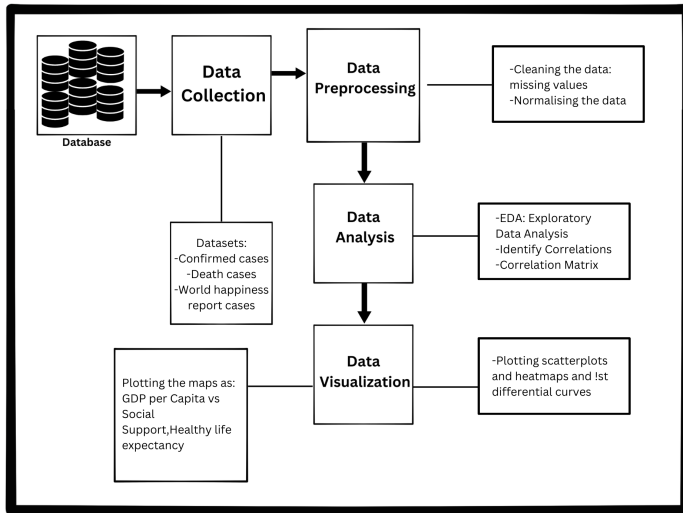 Database
Data
Collection
Data
Preprocessing
-Cleaning the data:
missing values
-Normalising the data
Datasets:
-Confirmed cases
-Death cases
-World happiness
report cases
Data
Analysis
-EDA: Exploratory
Data Analysis
-Identify Correlations
-Correlation Matrix
Plotting the maps as:
GDP per Capita vs
Social
Support,Healthy life
expectancy
Data
Visualization
-Plotting scatterplots
and heatmaps and !st
differential curves